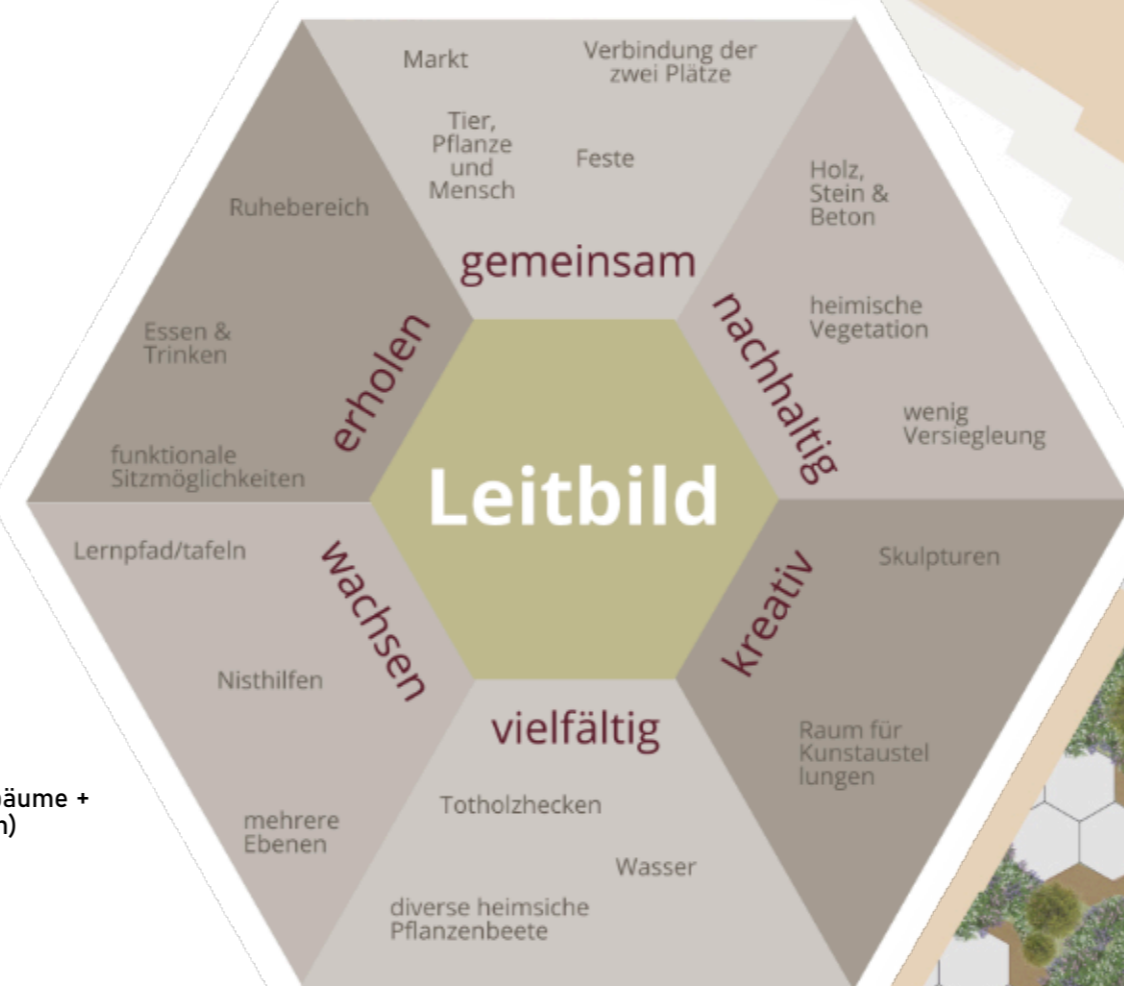 Markt
Verbindung der
zwei Plätze
Tier,
Pflanze
und
Mensch
Feste
gemeinsam
Holz,
Stein &
Beton
heimische
Vegetation
wenig
Versiegleung
nachhaltig
Skulpturen
Raum für
Kunstaustel
lungen
kreativ
vielfältig
Totholzhecken
Wasser
diverse heimsiche
Pflanzenbeete
wachsen
Lernpfad/tafeln
Nisthilfen
mehrere
Ebenen
erholen
Ruhebereich
Essen &
Trinken
funktionale
Sitzmöglichkeiten
Leitbild
äume +
)